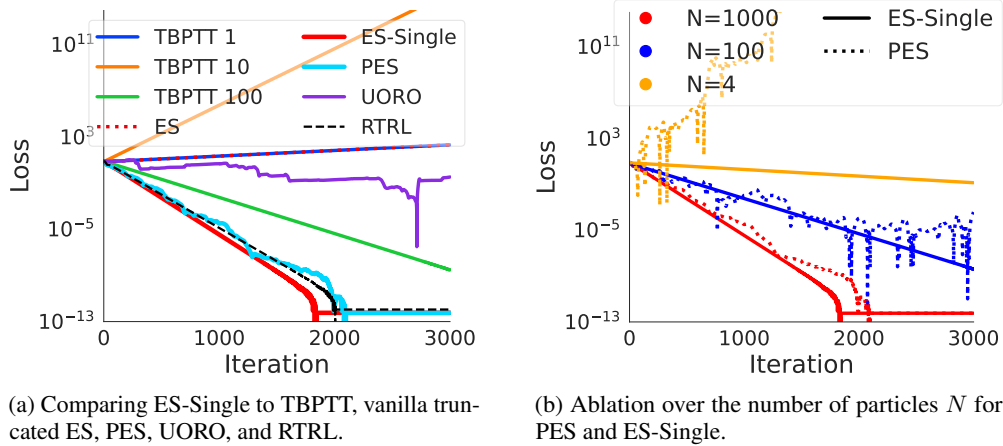 10^11
TBPTT 1
TBPTT 10
TBPTT 100
ES
ES-Single
PES
UORO
RTRL
10^3
10^-5
10^-13
Loss
0 1000 2000 3000
Iteration
(a) Comparing ES-Single to TBPTT, vanilla trun-
cated ES, PES, UORO, and RTRL.
N=1000
N=100
N=4
ES-Single
PES
10^11
10^3
10^-5
10^-13
Loss
0 1000 2000 3000
Iteration
(b) Ablation over the number of particles N for
PES and ES-Single.